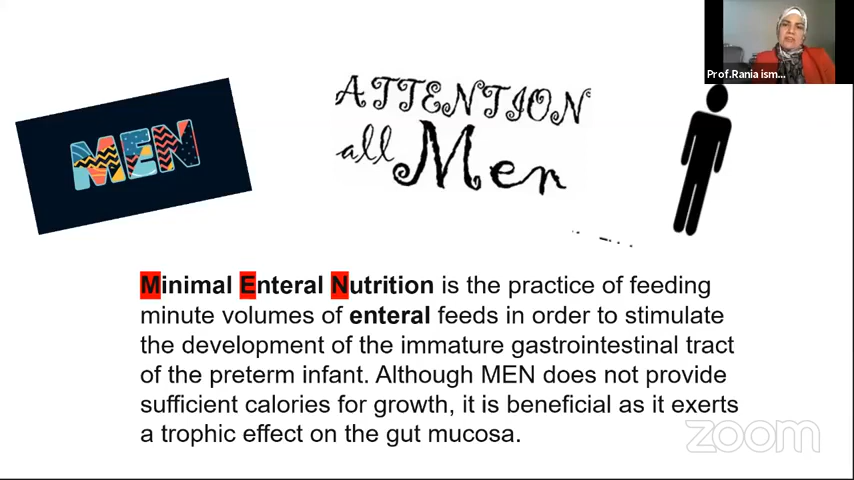 Prof.Rania ism...
MEN
ATTENTION
all Men
Minimal Enteral Nutrition is the practice of feeding
minute volumes of enteral feeds in order to stimulate
the development of the immature gastrointestinal tract
of the preterm infant. Although MEN does not provide
sufficient calories for growth, it is beneficial as it exerts
a trophic effect on the gut mucosa.
zoom